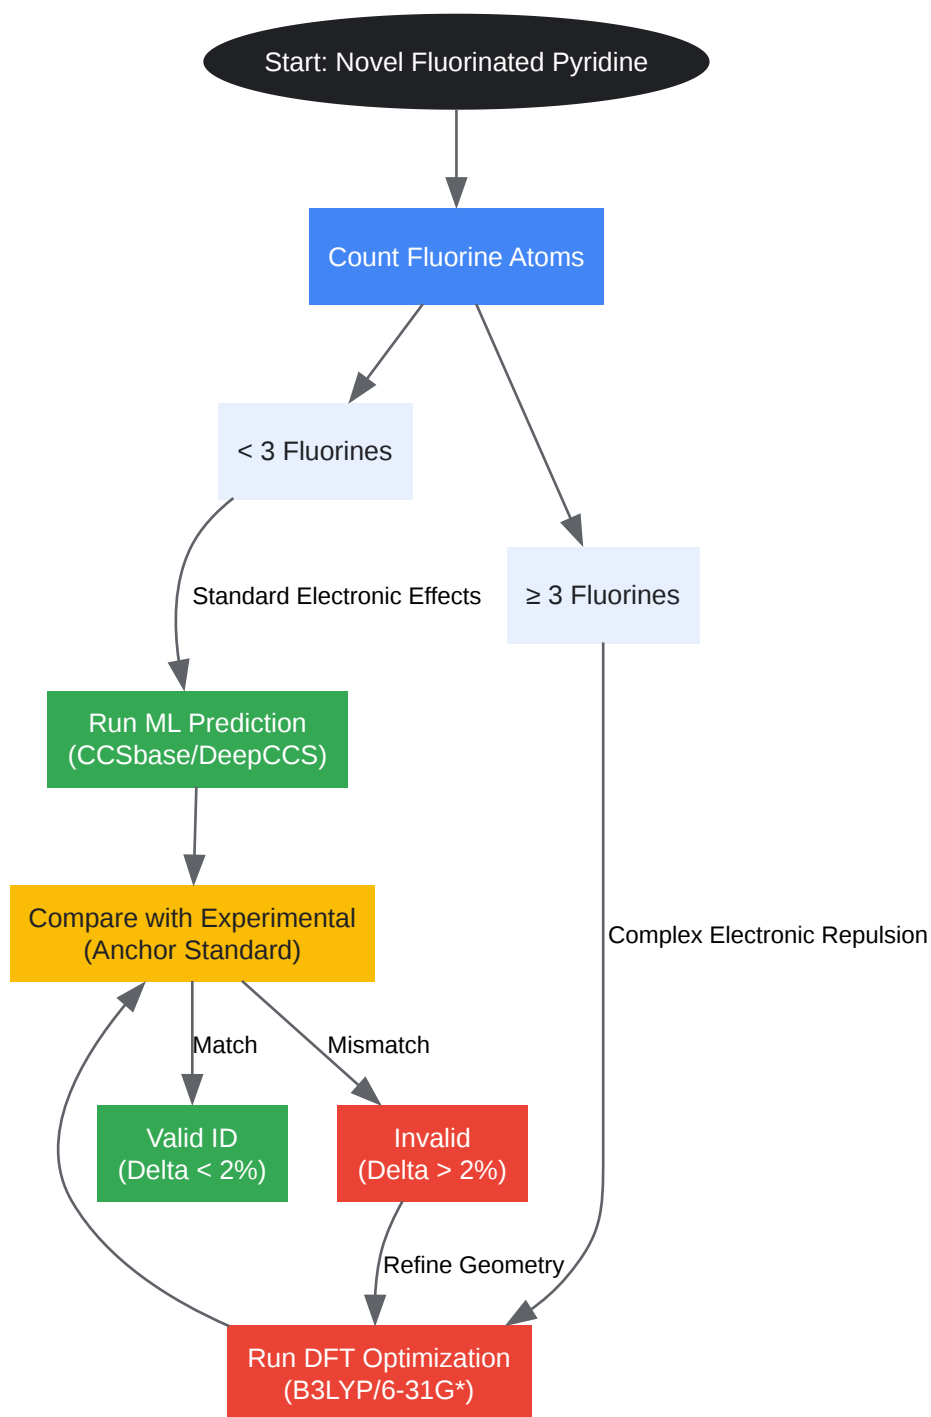 Start: Novel Fluorinated Pyridine
Count Fluorine Atoms
< 3 Fluorines
≥ 3 Fluorines
Standard Electronic Effects
Run ML Prediction
(CCSbase/DeepCCS)
Compare with Experimental
(Anchor Standard)
Complex Electronic Repulsion
Match
Mismatch
Valid ID
(Delta < 2%)
Invalid
(Delta > 2%)
Refine Geometry
Run DFT Optimization
(B3LYP/6-31G*)